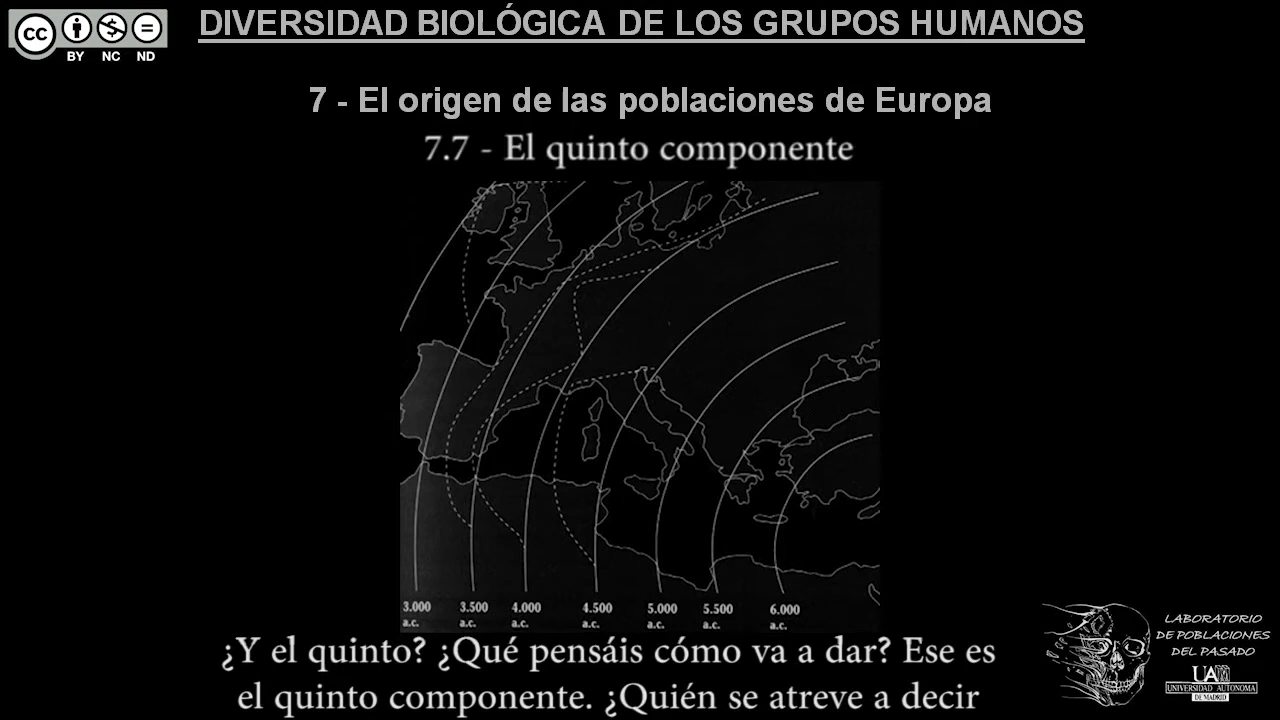 DIVERSIDAD BIOLÓGICA DE LOS GRUPOS HUMANOS
cc
BY NC ND
7 - El origen de las poblaciones de Europa
7.7 - El quinto componente
3.000 3.500 4.000 4.500 5.000 5.500 6.000
a.c. a.c. a.c. a.c. a.c. a.c. a.c.
¿Y el quinto? ¿Qué pensáis cómo va a dar? Ese es
el quinto componente. ¿Quién se atreve a decir
LABORATORIO
DE POBLACIONES
DEL PASADO
UAM
UNIVERSIDAD AUTONOMA
DE MADRID